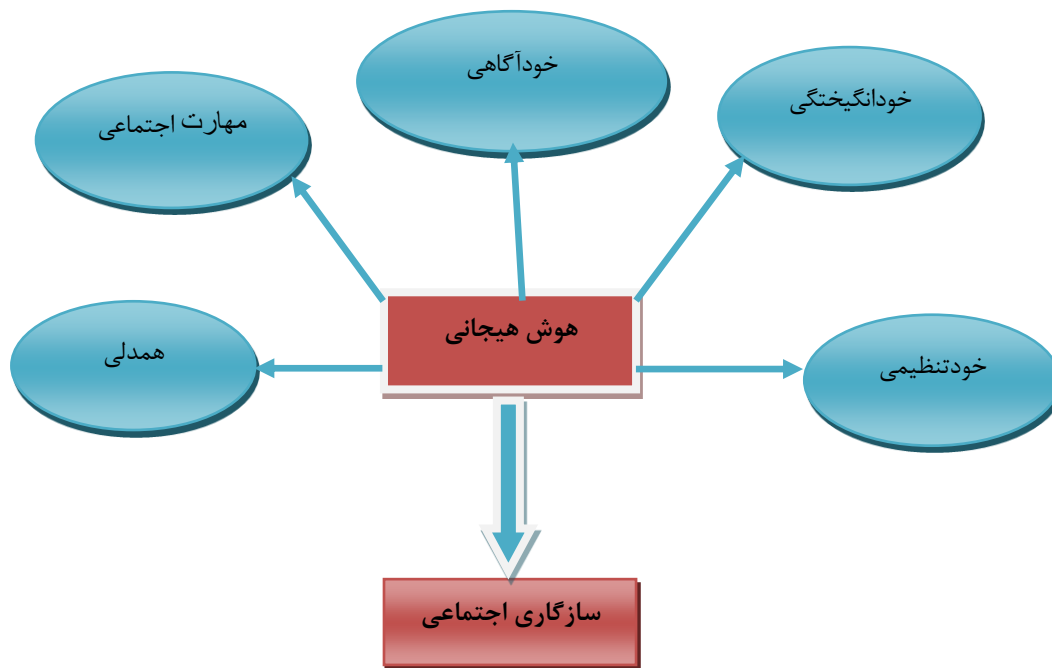 خودآگاهی
خودانگیختگی
مهارت اجتماعی
هوش هیجانی
همدلی
خودتنظیمی
سازگاری اجتماعی